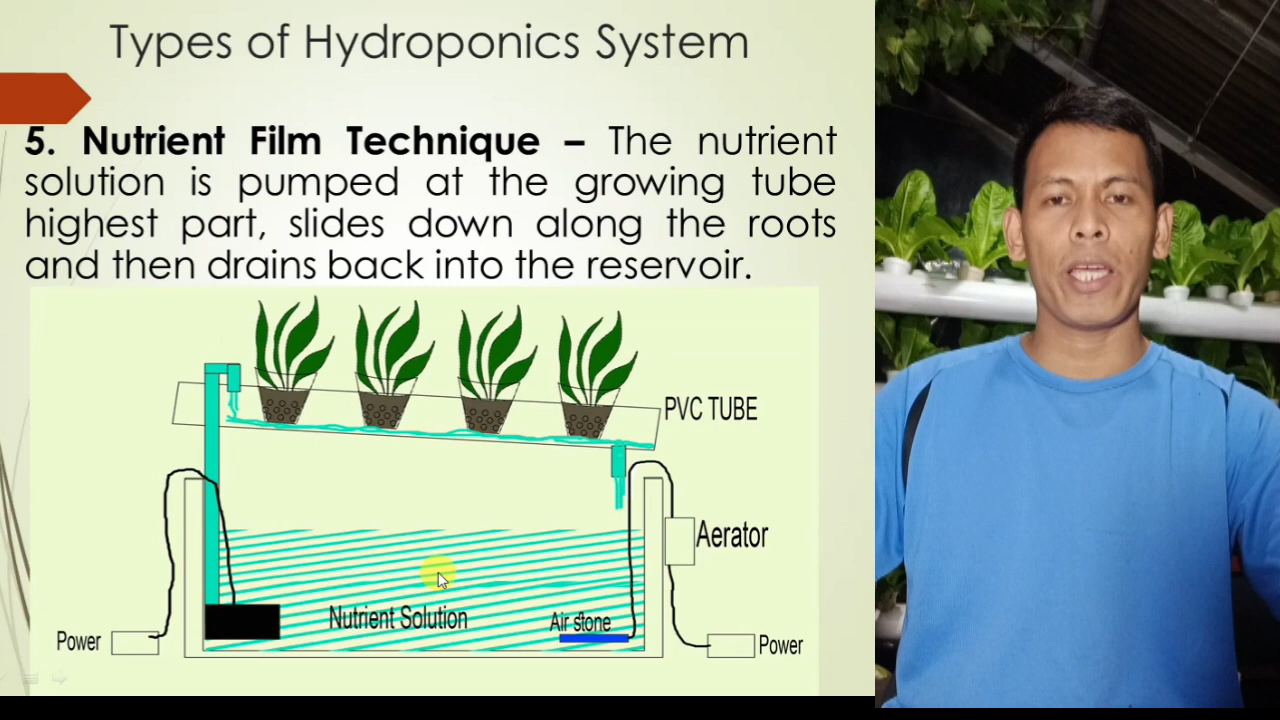 Types of Hydroponics System
5. Nutrient Film Technique – The nutrient
solution is pumped at the growing tube
highest part, slides down along the roots
and then drains back into the reservoir.
PVC TUBE
Aerator
Nutrient Solution
Air stone
Power
Power